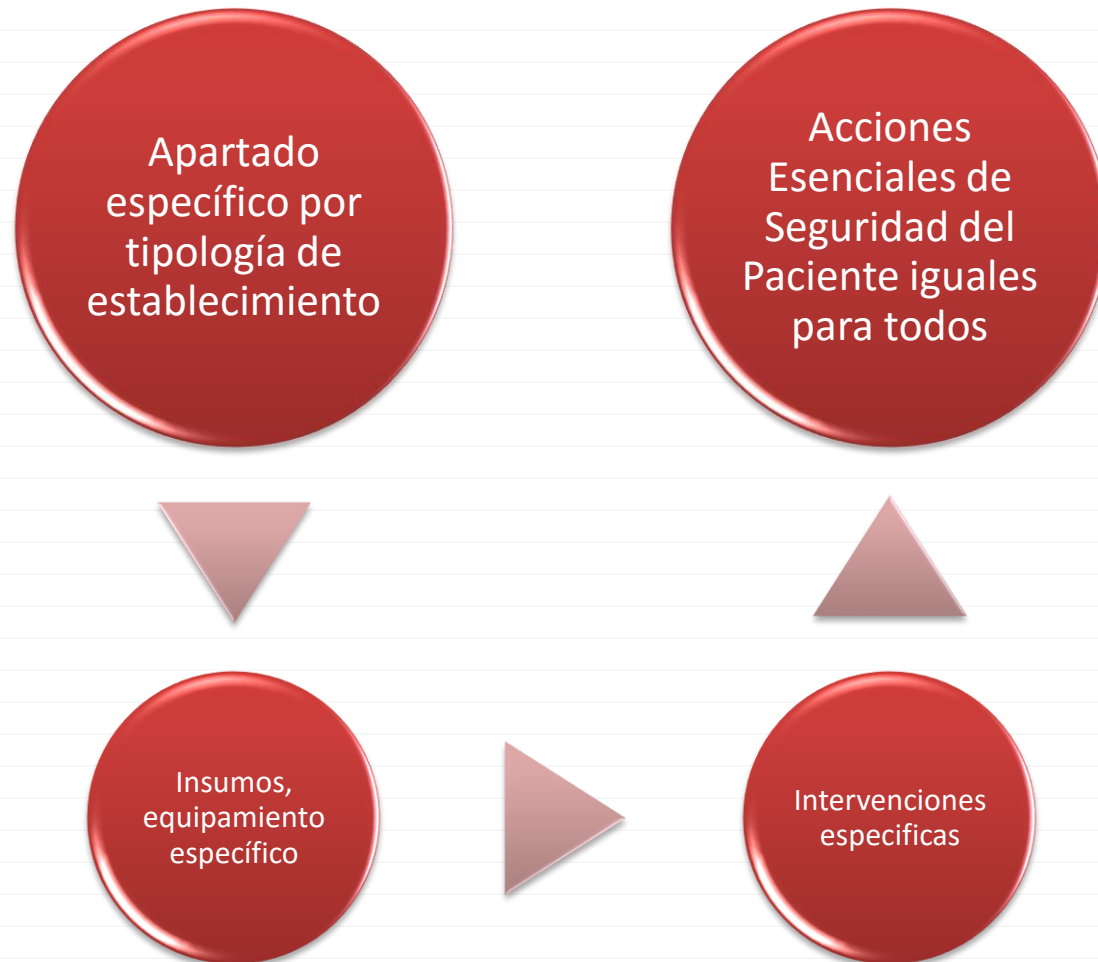 Apartado
específico por
tipología de
establecimiento
Acciones
Esenciales de
Seguridad del
Paciente iguales
para todos
Insumos,
equipamiento
específico
Intervenciones
especificas